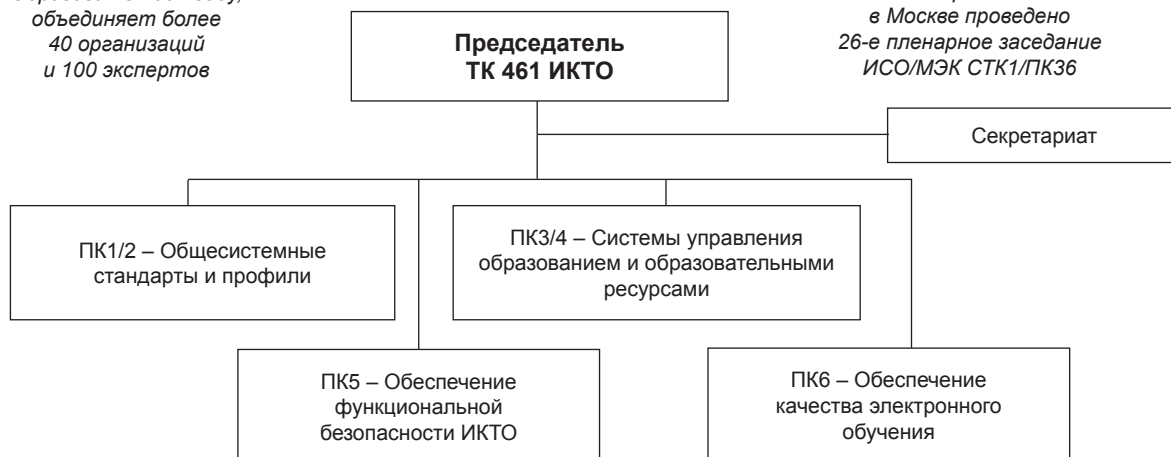 объединяет более
40 организаций
и 100 экспертов
Председатель
ТК 461 ИКТО
в Москве проведено
26-е пленарное заседание
ИСО/МЭК СТК1/ПК36
Секретариат
ПК1/2 – Общесистемные
стандарты и профили
ПК3/4 – Системы управления
образованием и образовательными
ресурсами
ПК5 – Обеспечение
функциональной
безопасности ИКТО
ПК6 – Обеспечение
качества электронного
обучения